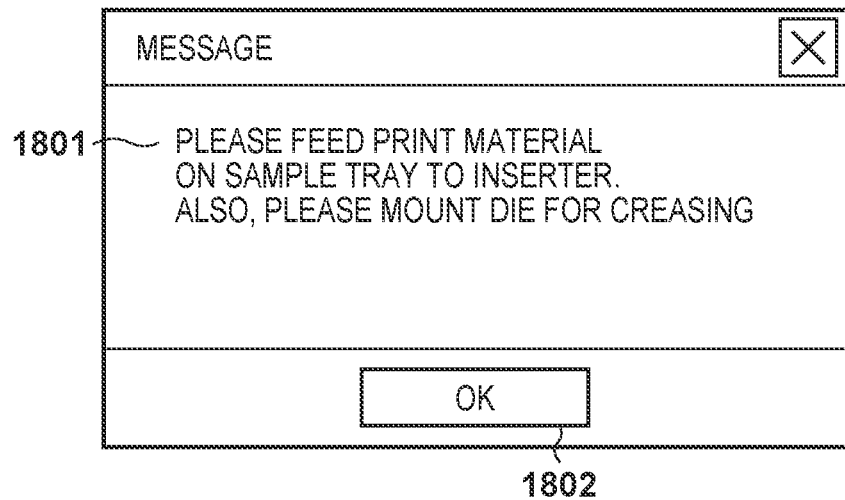 MESSAGE
1801
PLEASE FEED PRINT MATERIAL
ON SAMPLE TRAY TO INSERTER.
ALSO, PLEASE MOUNT DIE FOR CREASING
OK
1802